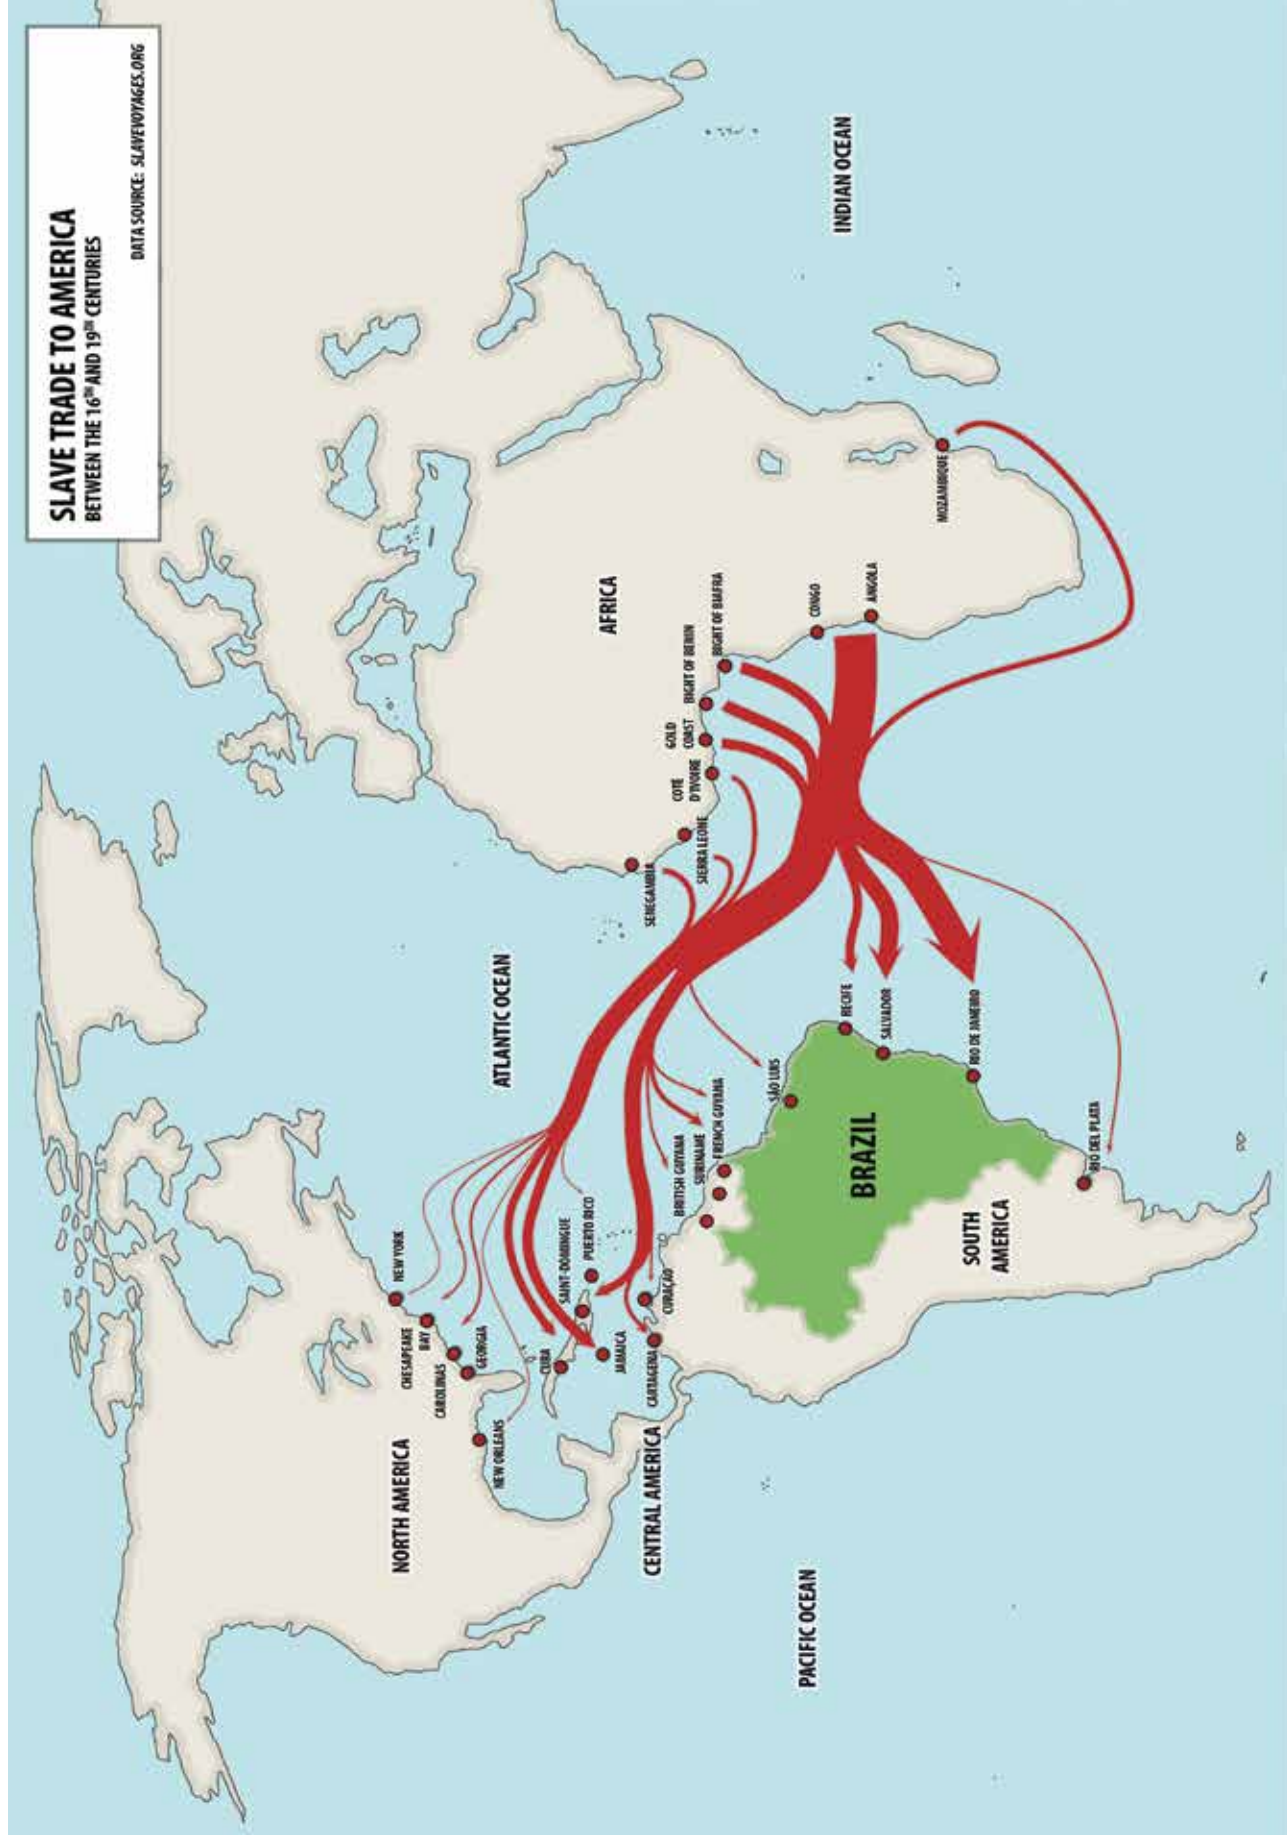 SLAVE TRADE TO AMERICA
BETWEEN THE 16TH AND 19TH CENTURIES
DATA SOURCE: SLAVEVOYAGES.ORG
NORTH AMERICA
NEW YORK
CHESAPEAKE
BAY
CAROLINAS
GEORGIA
NEW ORLEANS
ATLANTIC OCEAN
AFRICA
CUBA
SAINT-DOMINGUE
PUERTO RICO
JAMAICA
CENTRAL AMERICA
CARTAGENA
CURAÇAO
BRITISH GUYANA
SURINAME
FRENCH GUYANA
SENEGAMBIA
SIERRA LEONE
COTÊ
D'IVOIRE
GOLD
COAST
BIGHT OF BENIN
BIGHT OF BIAFRA
CONGO
ANGOLA
MOZAMBIQUE
INDIAN OCEAN
PACIFIC OCEAN
SÃO LUIS
RECIFE
SALVADOR
BRAZIL
RIO DE JANEIRO
SOUTH
AMERICA
RIO DEL PLATA